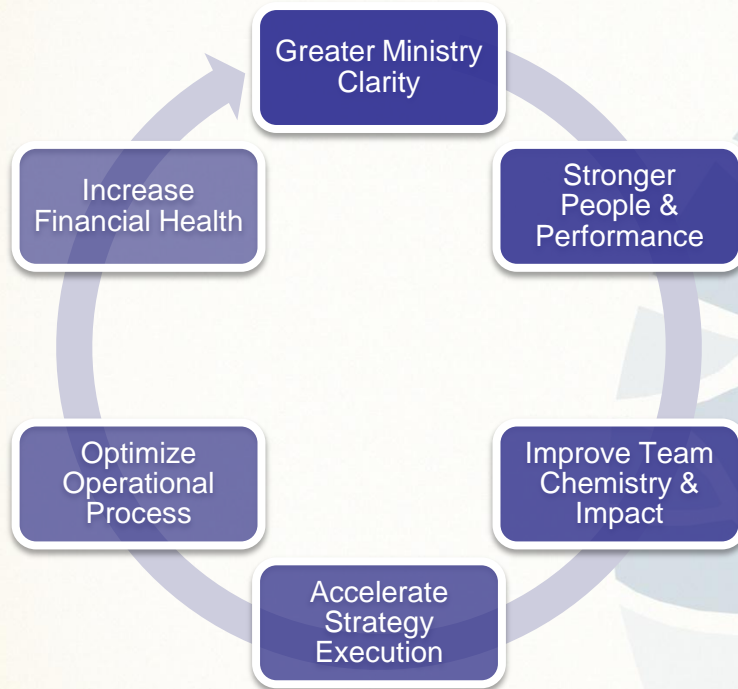 Greater Ministry
Clarity
Stronger
People &
Performance
Improve Team
Chemistry &
Impact
Accelerate
Strategy
Execution
Optimize
Operational
Process
Increase
Financial Health